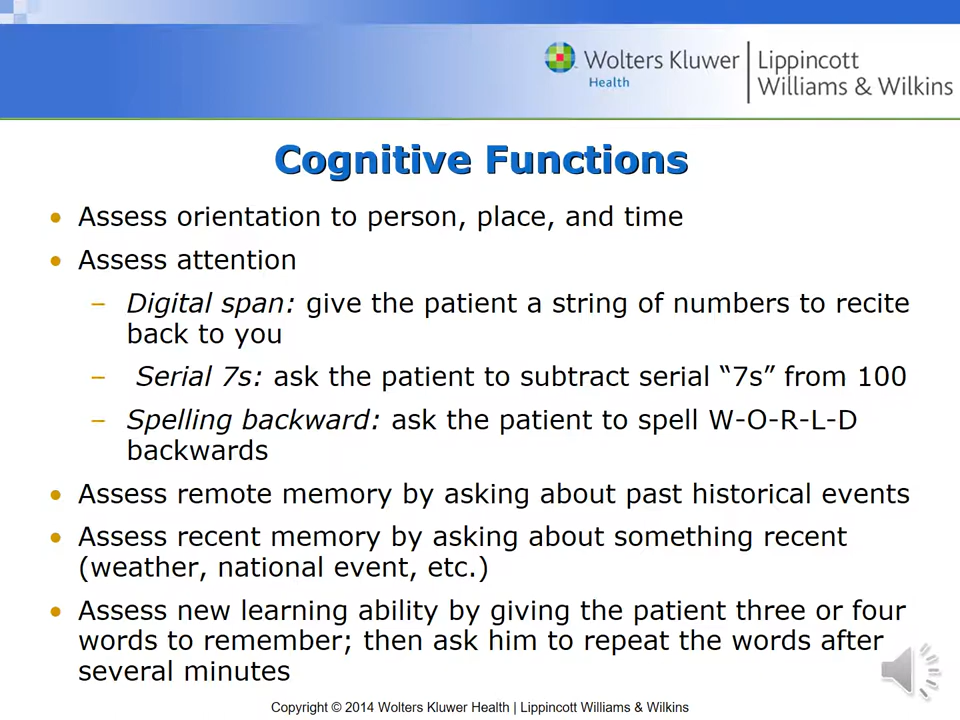 Wolters Kluwer
Health
Lippincott
Williams & Wilkins
Cognitive Functions
• Assess orientation to person, place, and time
• Assess attention
– Digital span: give the patient a string of numbers to recite
back to you
– Serial 7s: ask the patient to subtract serial “7s” from 100
– Spelling backward: ask the patient to spell W-O-R-L-D
backwards
• Assess remote memory by asking about past historical events
• Assess recent memory by asking about something recent
(weather, national event, etc.)
• Assess new learning ability by giving the patient three or four
words to remember; then ask him to repeat the words after
several minutes
Copyright © 2014 Wolters Kluwer Health | Lippincott Williams & Wilkins